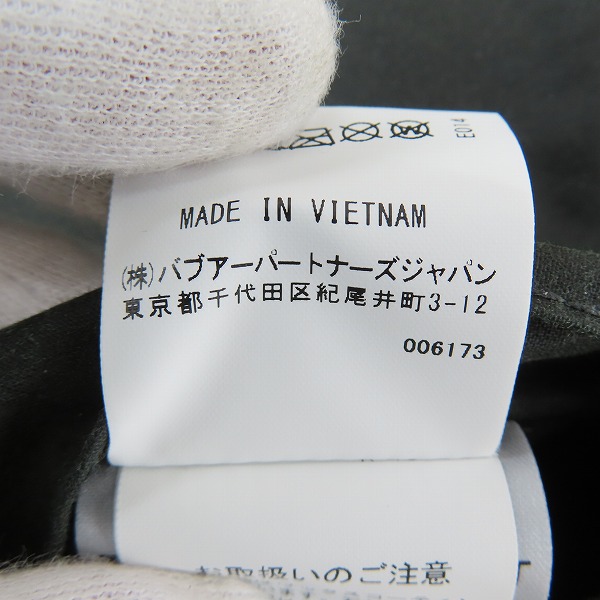 E014
MADE IN VIETNAM
(株)バブアーパートナーズジャパン
東京都千代田区紀尾井町3-12
006173
お取扱いのご注意